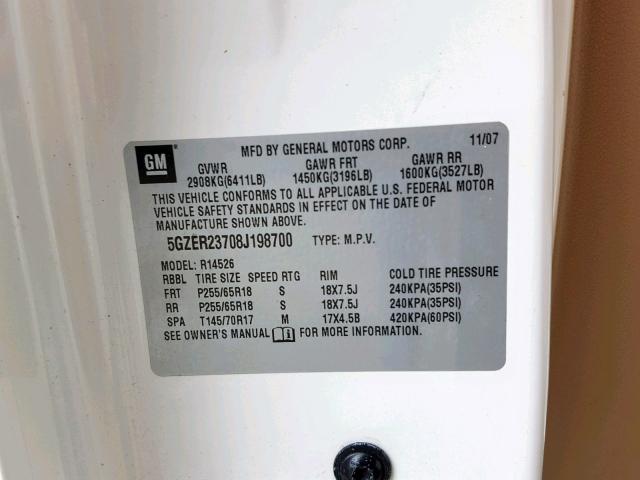 GM
MFD BY GENERAL MOTORS CORP. 11/07
GVWR GAWR FRT GAWR RR
2908KG(6411LB) 1450KG(3196LB) 1600KG(3527LB)
THIS VEHICLE CONFORMS TO ALL APPLICABLE U.S. FEDERAL MOTOR
VEHICLE SAFETY STANDARDS IN EFFECT ON THE DATE OF
MANUFACTURE SHOWN ABOVE.
5GZER23708J198700 TYPE: M.P.V.
MODEL: R14526
RBBL TIRE SIZE SPEED RTG RIM COLD TIRE PRESSURE
FRT P255/65R18 S 18X7.5J 240KPA(35PSI)
RR P255/65R18 S 18X7.5J 240KPA(35PSI)
SPA T145/70R17 M 17X4.5B 420KPA(60PSI)
SEE OWNER'S MANUAL FOR MORE INFORMATION.